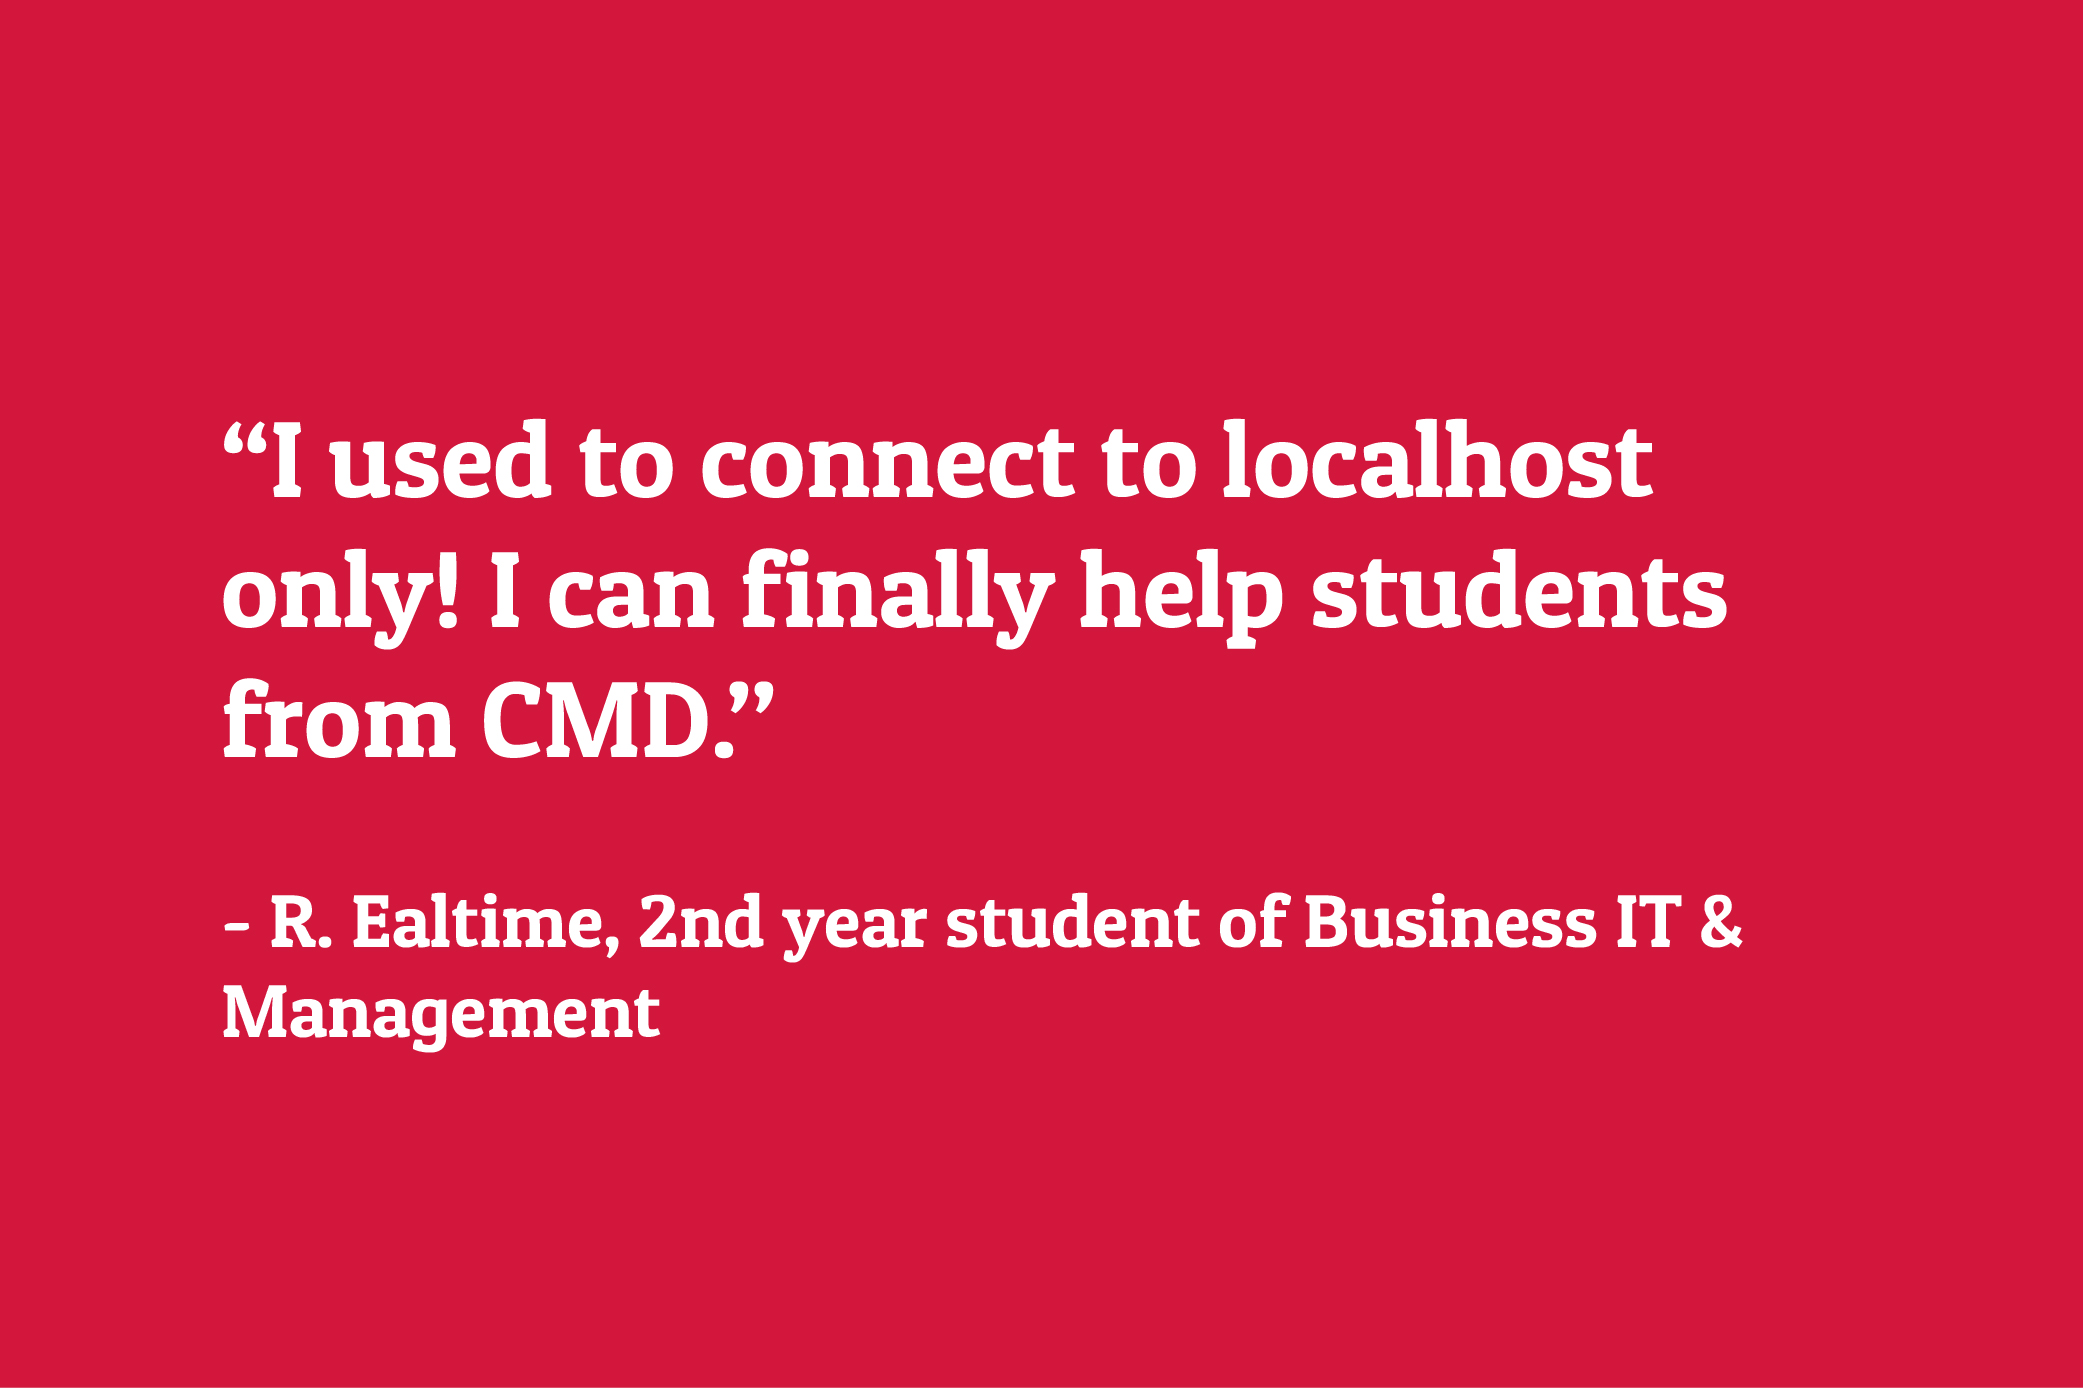 “I used to connect to localhost
only! I can finally help students
from CMD.”
– R. Ealtime, 2nd year student of Business IT &
Management